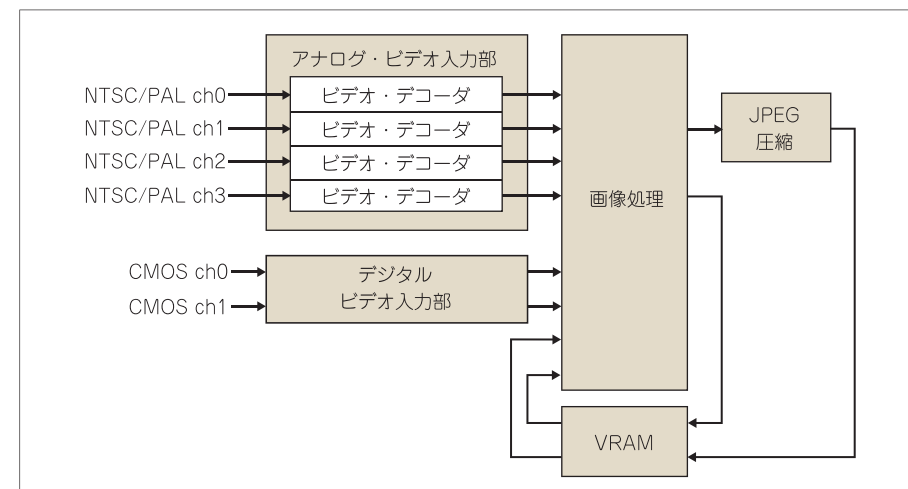 アナログ・ビデオ入力部
NTSC/PAL ch0
ビデオ・デコーダ
NTSC/PAL ch1
ビデオ・デコーダ
NTSC/PAL ch2
ビデオ・デコーダ
NTSC/PAL ch3
ビデオ・デコーダ
CMOS ch0
CMOS ch1
デジタル
ビデオ入力部
画像処理
JPEG
圧縮
VRAM